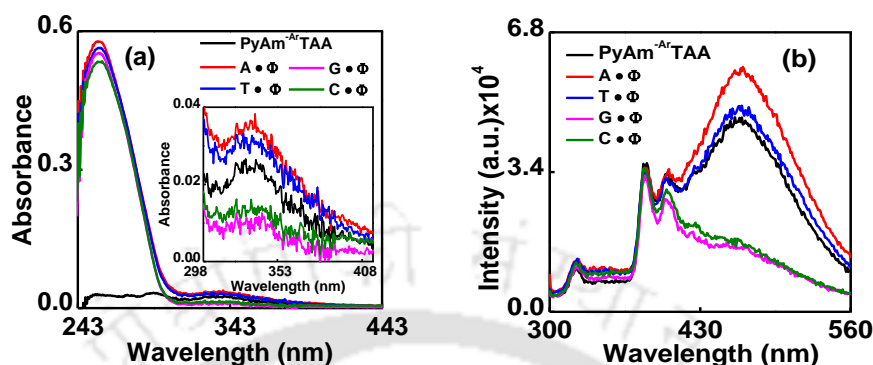 0.6
(a)
PyAm-ArTAA
A • Φ
G • Φ
T • Φ
C • Φ
0.04
0.02
0.00
Absorbance
298 353 408
Wavelength (nm)
0.3
0.0
Absorbance
243 343 443
Wavelength (nm)
6.8
(b)
PyAm-ArTAA
A • Φ
T • Φ
G • Φ
C • Φ
3.4
0.0
Intensity (a.u.)x10⁴
300 430 560
Wavelength (nm)